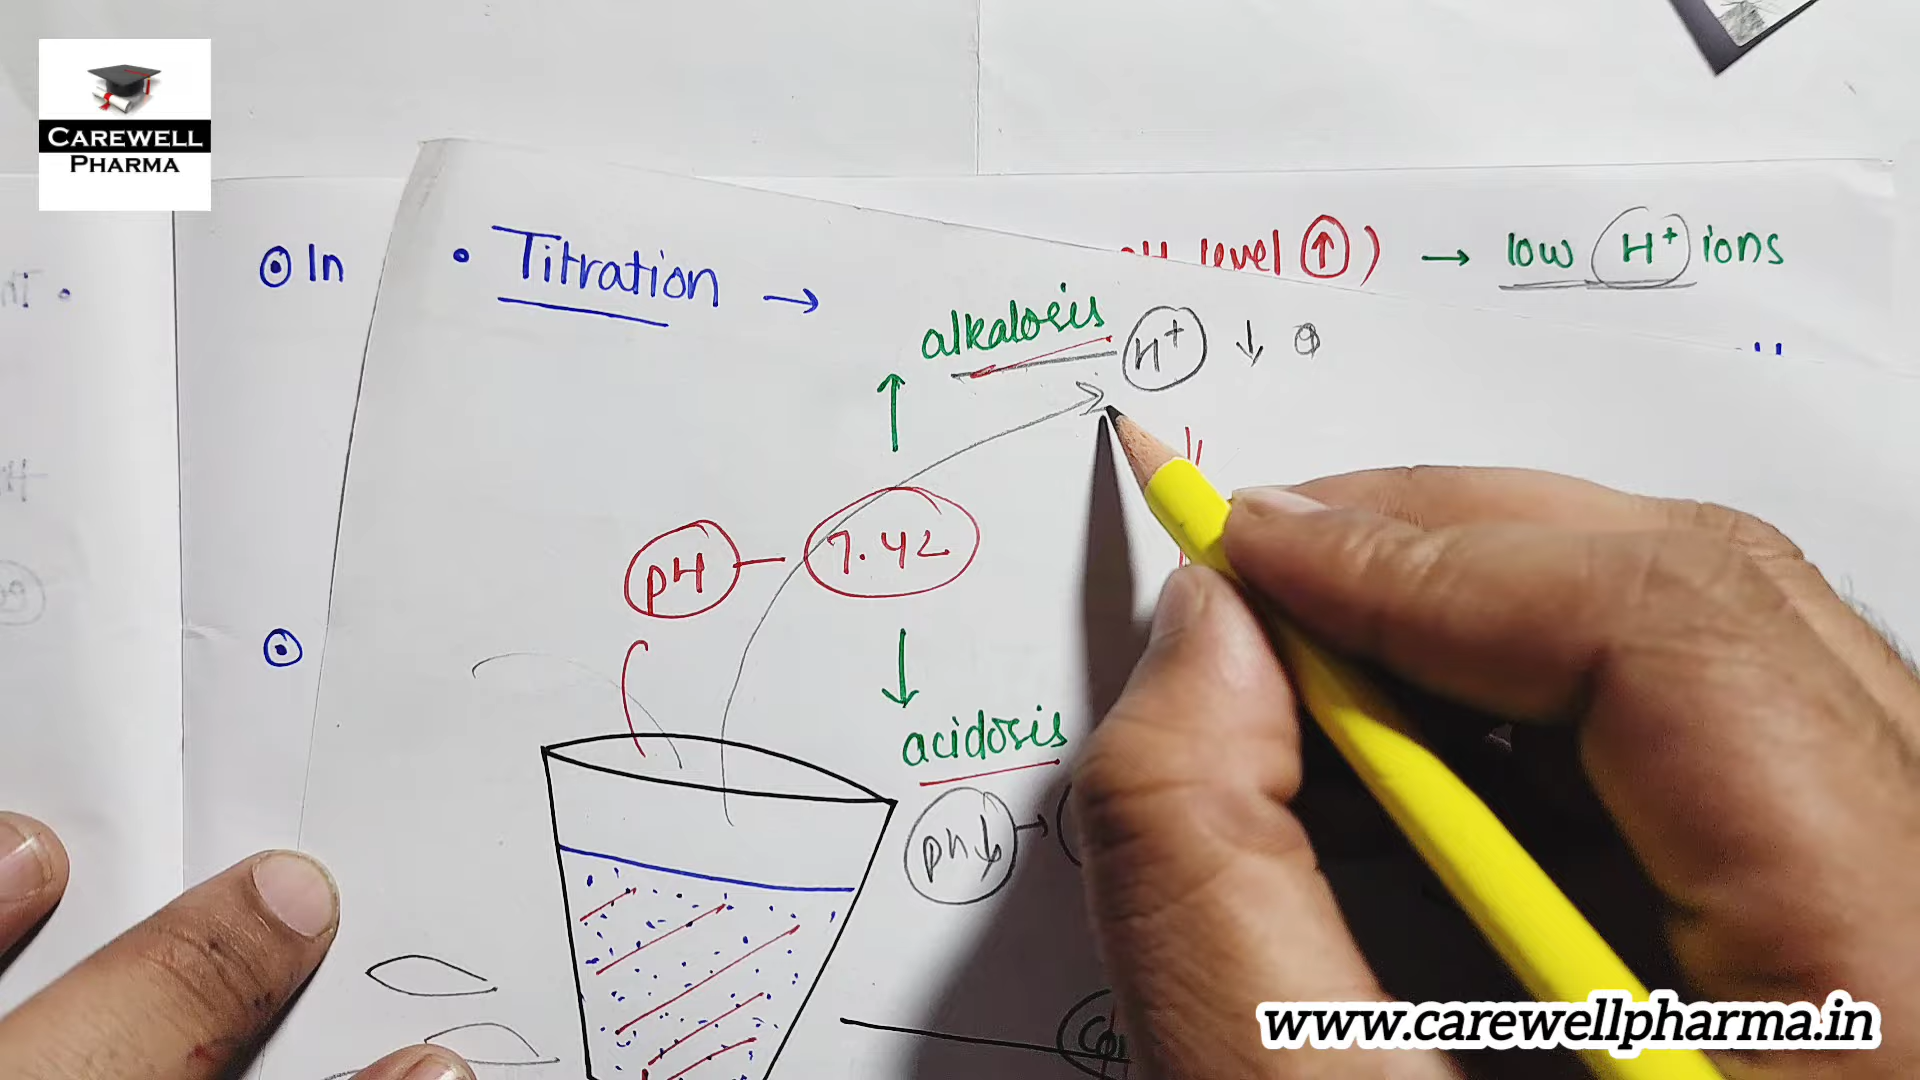 CAREWELL
PHARMA
In
• Titration →
level ↑ ) → low H+ ions
alkalosis H+ ↓
↑
pH - 7.42
↓
acidosis
pH↓ →
www.carewellpharma.in